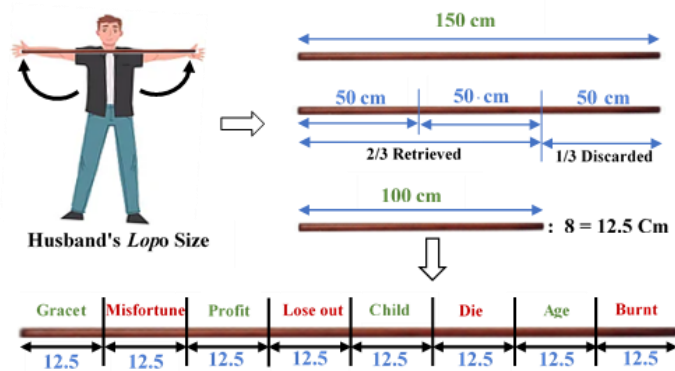 150 cm
50 cm 50 cm 50 cm
2/3 Retrieved 1/3 Discarded
Husband's Lopo Size
100 cm
: 8 = 12.5 Cm
Gracet Misfortune Profit Lose out Child Die Age Burnt
12.5 12.5 12.5 12.5 12.5 12.5 12.5 12.5